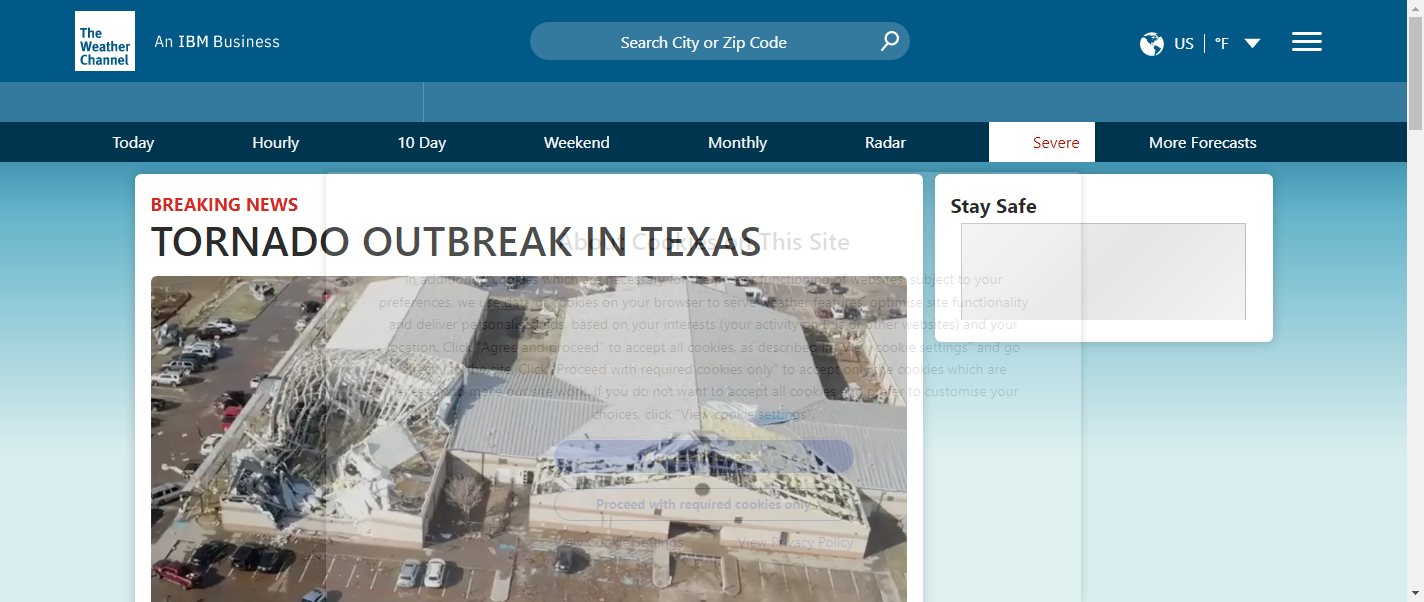 The
Weather
Channel
An IBM Business
Search City or Zip Code
US
°F
Today
Hourly
10 Day
Weekend
Monthly
Radar
Severe
More Forecasts
BREAKING NEWS
TORNADO OUTBREAK IN TEXAS
Stay Safe
About Cookies on This Site
In addition to cookies which are necessary for the proper functioning of websites, subject to your
preferences, we use data or cookies on your browser to serve weather features, optimise site functionality
and deliver personalised ads, based on your interests (your activity on this or other websites) and your
location. Click "Agree and proceed" to accept all cookies, as described in "View cookie settings" and go
directly to the site. Click "Proceed with required cookies only" to accept only the cookies which are
necessary to make our site work. If you do not want to accept all cookies and prefer to customise your
choices, click "View cookie settings".
Proceed with required cookies only
View Cookie Settings
View Privacy Policy